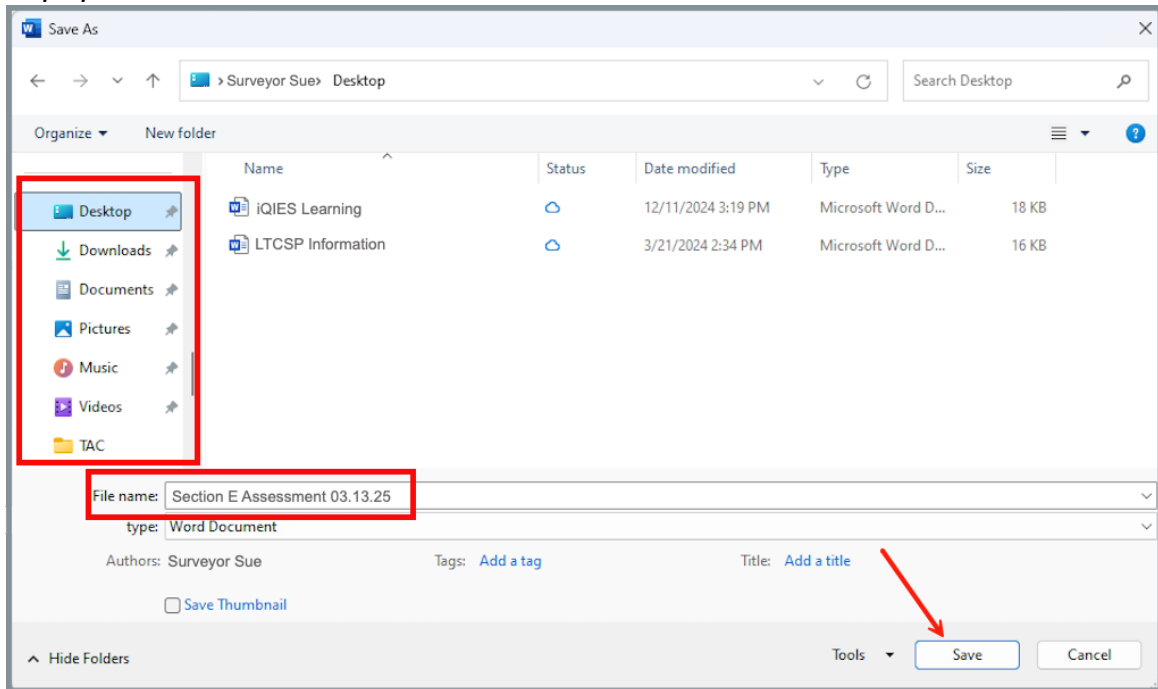 Save As
> Surveyor Sue> Desktop
Search Desktop
Organize New folder
Name Status Date modified Type Size
Desktop
iQIES Learning 12/11/2024 3:19 PM Microsoft Word D... 18 KB
Downloads
LTCSP Information 3/21/2024 2:34 PM Microsoft Word D... 16 KB
Documents
Pictures
Music
Videos
TAC
File name: Section E Assessment 03.13.25
type: Word Document
Authors: Surveyor Sue Tags: Add a tag Title: Add a title
Save Thumbnail
Hide Folders Tools Save Cancel